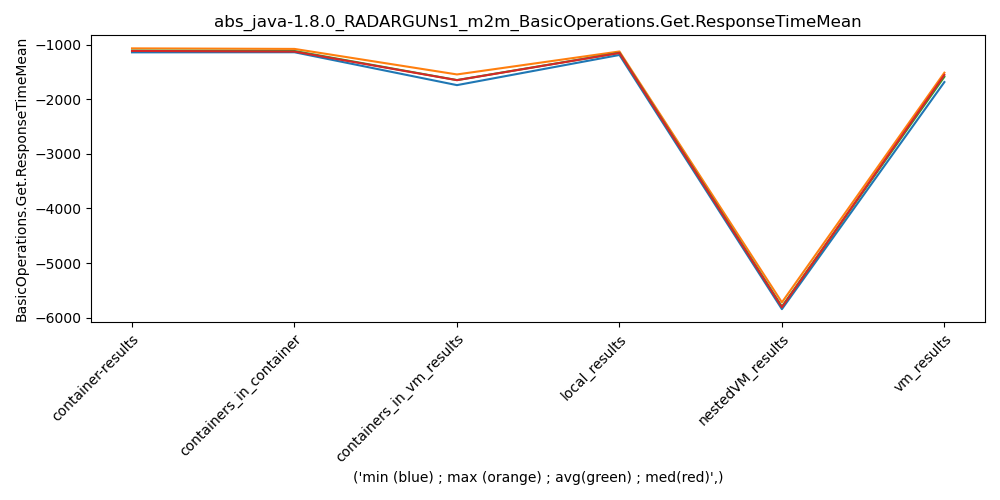 abs_java-1.8.0_RADARGUNs1_m2m_BasicOperations.Get.ResponseTimeMean
BasicOperations.Get.ResponseTimeMean
−1000
−2000
−3000
−4000
−5000
−6000
container-results
containers_in_container
containers_in_vm_results
local_results
nestedVM_results
vm_results
('min (blue) ; max (orange) ; avg(green) ; med(red)',)